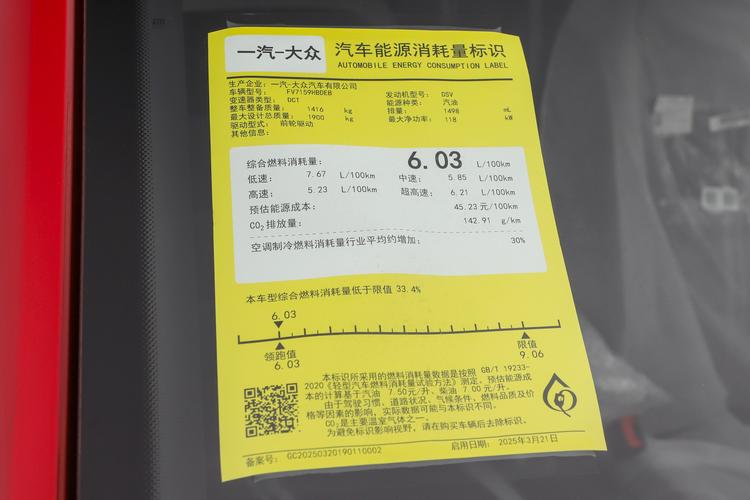 一汽-大众 汽车能源消耗量标识
AUTOMOBILE ENERGY CONSUMPTION LABEL
生产企业：一汽-大众汽车有限公司
车辆型号： FV7159HBDEB 发动机型号： DSV
变速器类型： DCT 能源种类： 汽油
整车整备质量： 1416 kg 排量： 1498 mL
最大设计总质量： 1900 kg 最大净功率： 118 kW
驱动型式： 前轮驱动
其他信息：
综合燃料消耗量： 6.03 L/100km
低速： 7.67 L/100km 中速： 5.85 L/100km
高速： 5.23 L/100km 超高速： 6.21 L/100km
预估能源成本： 45.23 元/100km
CO₂排放量： 142.91 g/km
空调制冷燃料消耗量行业平均约增加： 30%
本车型综合燃料消耗量低于限值 33.4%
6.03
领跑值 限值
6.03 9.06
本标识所采用的燃料消耗量数据是按照 GB/T 19233-
2020《轻型汽车燃料消耗量试验方法》测定。预估能源成
本的计算基于汽油 7.50元/升、柴油 7.00 元/升。
由于驾驶习惯、道路状况、气候条件、燃料品质及价
格等因素的影响，实际数据可能与本标识不同。
CO₂是主要温室气体之一。
为避免标识影响视野，请在购买车辆后去除标识。
备案号： GC20250320190110002 启用日期： 2025年3月21日